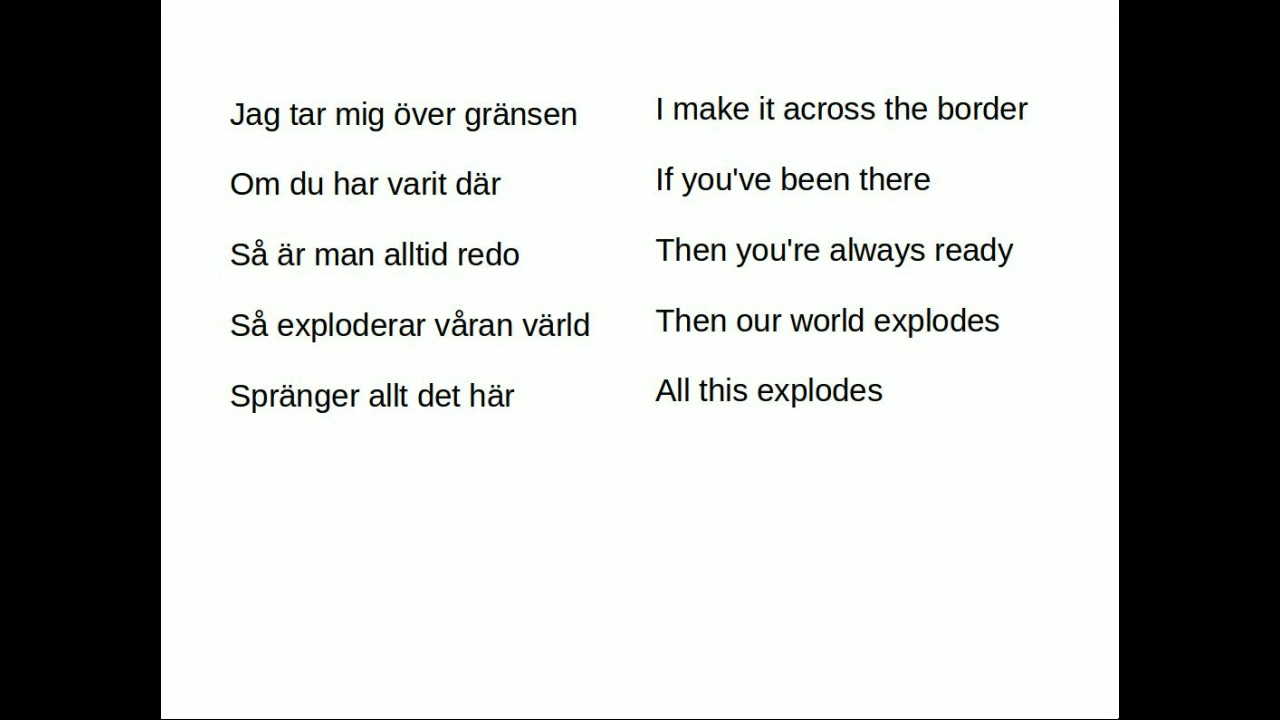 Jag tar mig över gränsen
Om du har varit där
Så är man alltid redo
Så exploderar våran värld
Spränger allt det här
I make it across the border
If you've been there
Then you're always ready
Then our world explodes
All this explodes